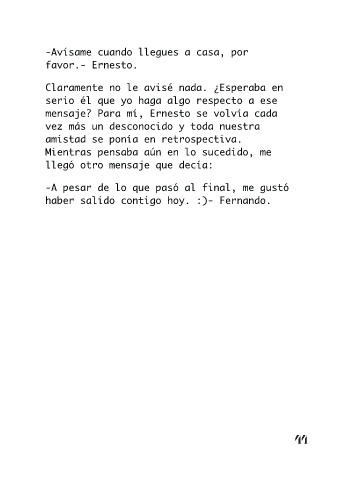 -Avísame cuando llegues a casa, por
favor.- Ernesto.
Claramente no le avisé nada. ¿Esperaba en
serio él que yo haga algo respecto a ese
mensaje? Para mí, Ernesto se volvía cada
vez más un desconocido y toda nuestra
amistad se ponía en retrospectiva.
Mientras pensaba aún en lo sucedido, me
llegó otro mensaje que decía:
-A pesar de lo que pasó al final, me gustó
haber salido contigo hoy. :)- Fernando.